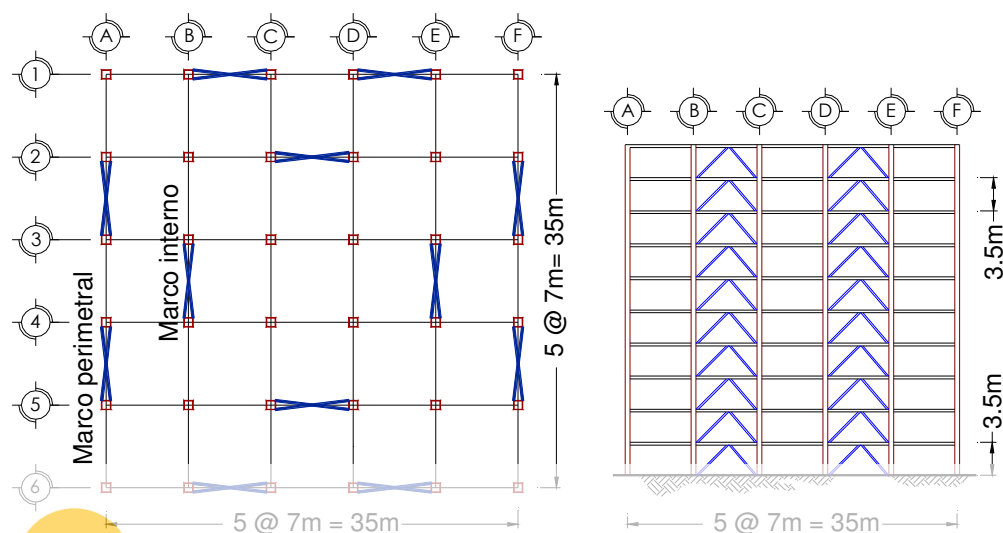 A B C D E F
1
2
3
4
5
6
Marco perimetral
Marco interno
5 @ 7m= 35m
5 @ 7m = 35m
A B C D E F
3.5m
3.5m
5 @ 7m = 35m